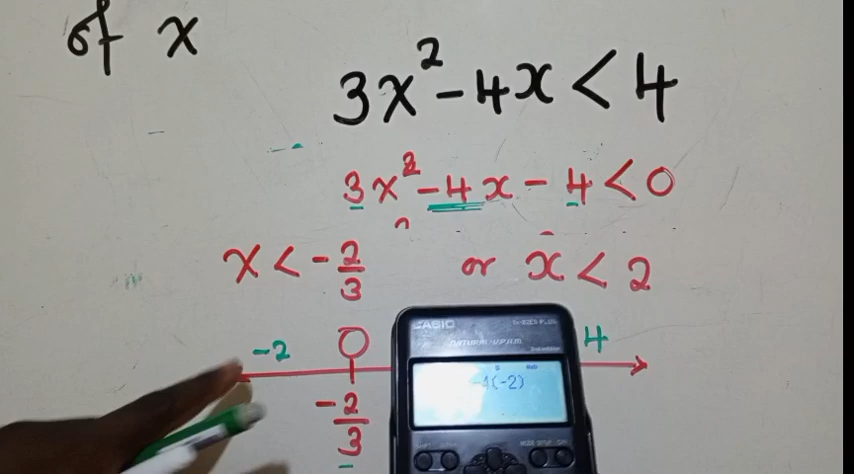 of x
3x² - 4x < 4
3x² - 4x - 4 < 0
x < - 2/3 or x < 2
CASIO
NATURAL-V.P.A.M.
-2 4
-4(-2)
- 2/3